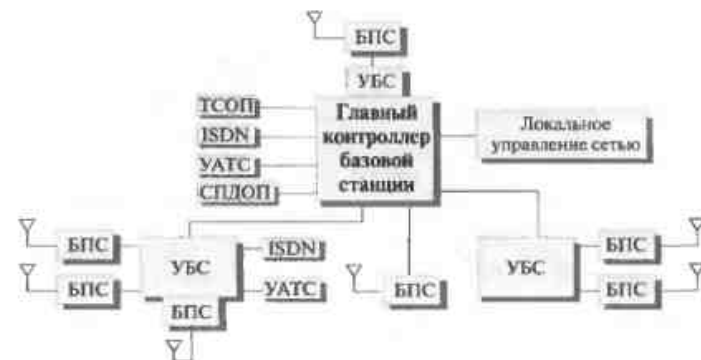 БПС
УБС
ТСОП
ISDN
УАТС
СПДОП
Главный
контроллер
базовой
станции
Локальное
управление сетью
БПС
БПС
УБС
ISDN
УАТС
БПС
БПС
УБС
БПС
БПС